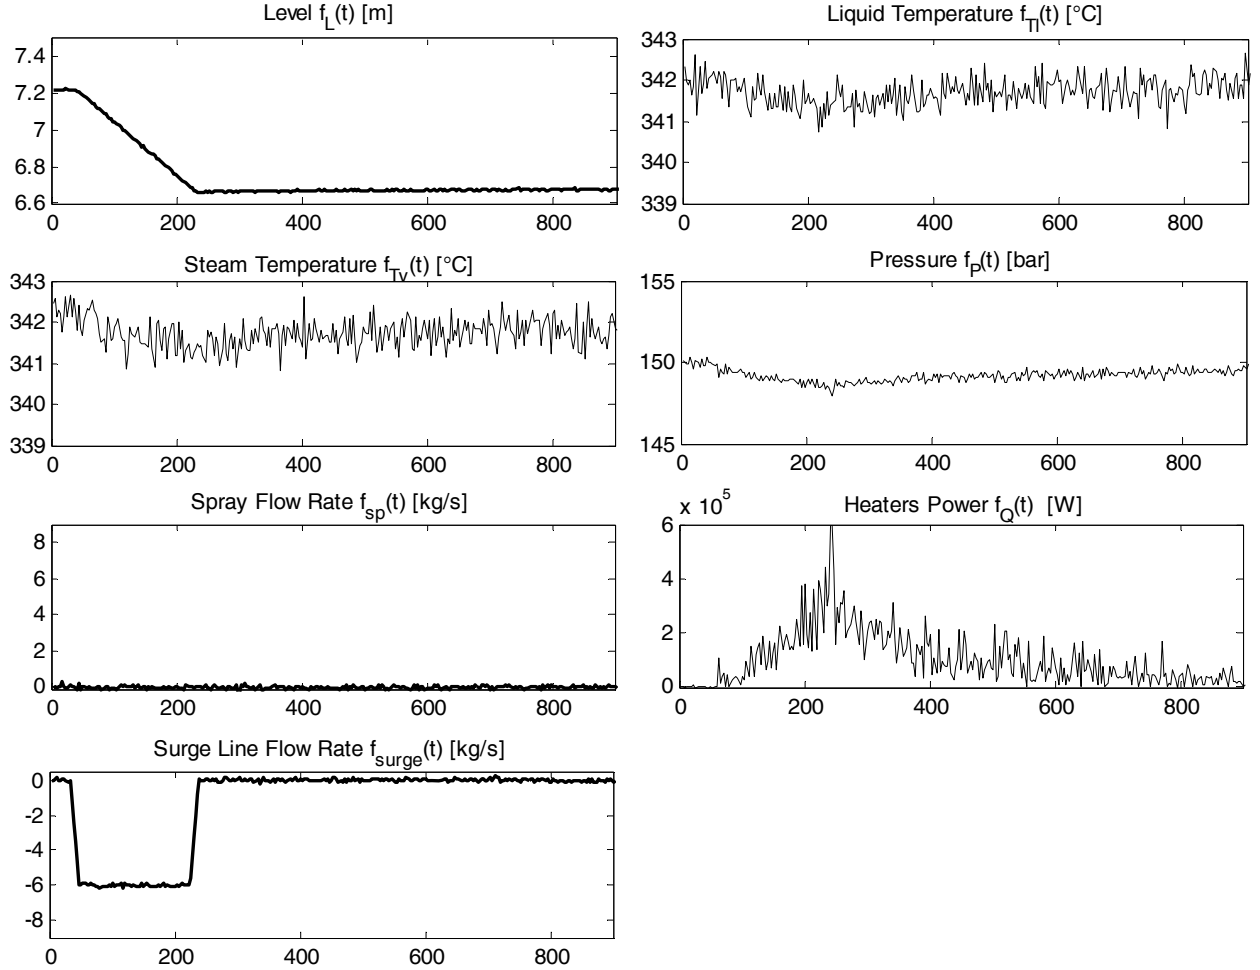 Level f_L(t) [m]
7.4
7.2
7
6.8
6.6
0 200 400 600 800
Liquid Temperature f_Tl(t) [°C]
343
342
341
340
339
0 200 400 600 800
Steam Temperature f_Tv(t) [°C]
343
342
341
340
339
0 200 400 600 800
Pressure f_P(t) [bar]
155
150
145
0 200 400 600 800
Spray Flow Rate f_sp(t) [kg/s]
8
6
4
2
0
0 200 400 600 800
Heaters Power f_Q(t) [W]
x 10^5
6
4
2
0
0 200 400 600 800
Surge Line Flow Rate f_surge(t) [kg/s]
0
-2
-4
-6
-8
0 200 400 600 800